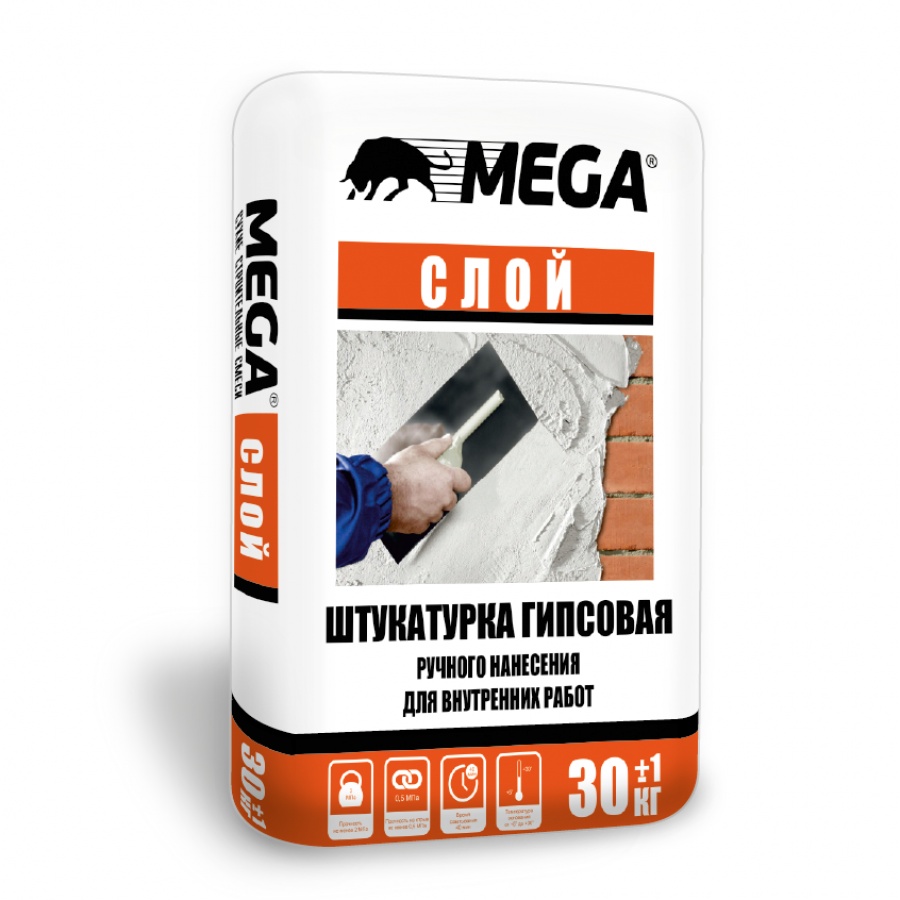 MEGA®
СЛОЙ
ШТУКАТУРКА ГИПСОВАЯ
РУЧНОГО НАНЕСЕНИЯ
ДЛЯ ВНУТРЕННИХ РАБОТ
30 ±1 КГ
0,5 МПа
MEGA®
СУХИЕ СТРОИТЕЛЬНЫЕ СМЕСИ
СЛОЙ
30 ±1 КГ